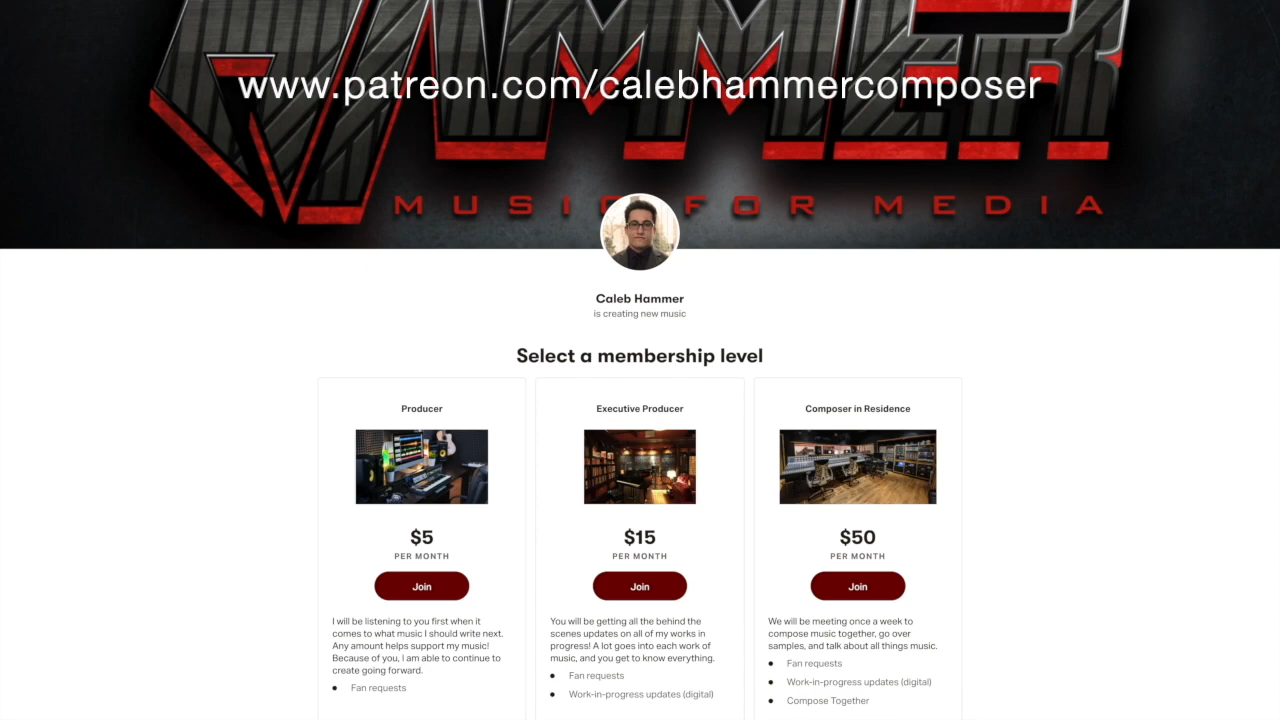 HAMMER
www.patreon.com/calebhammercomposer
MUSIC FOR MEDIA
Caleb Hammer
is creating new music
Select a membership level
Producer
$5
PER MONTH
Join
I will be listening to you first when it
comes to what music I should write next.
Any amount helps support my music!
Because of you, I am able to continue to
create going forward.
Fan requests
Executive Producer
$15
PER MONTH
Join
You will be getting all the behind the
scenes updates on all of my works in
progress! A lot goes into each work of
music, and you get to know everything.
Fan requests
Work-in-progress updates (digital)
Composer in Residence
$50
PER MONTH
Join
We will be meeting once a week to
compose music together, go over
samples, and talk about all things music.
Fan requests
Work-in-progress updates (digital)
Compose Together